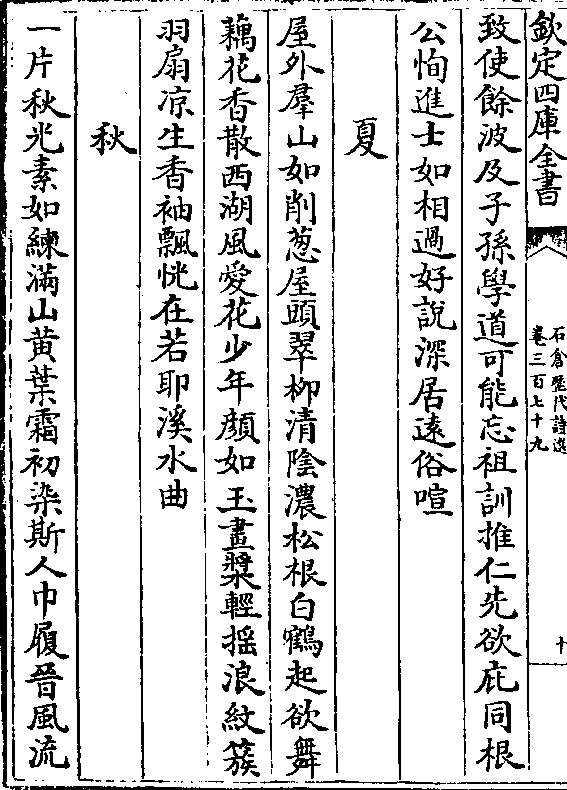 欽定四庫全書
石倉歷代詩選
卷三百七十九
十
致使餘波及子孫學道可能忘祖訓推仁先欲庇同根
公恂進士如相過好說深居遠俗喧
夏
屋外羣山如削葱屋頭翠柳清陰濃松根白鶴起欲舞
藕花香散西湖風愛花少年顔如玉畫槳輕揺浪紋簇
羽扇凉生香袖飄恍在若耶溪水曲
秋
一片秋光素如練滿山黄葉霜初染斯人巾履晉風流